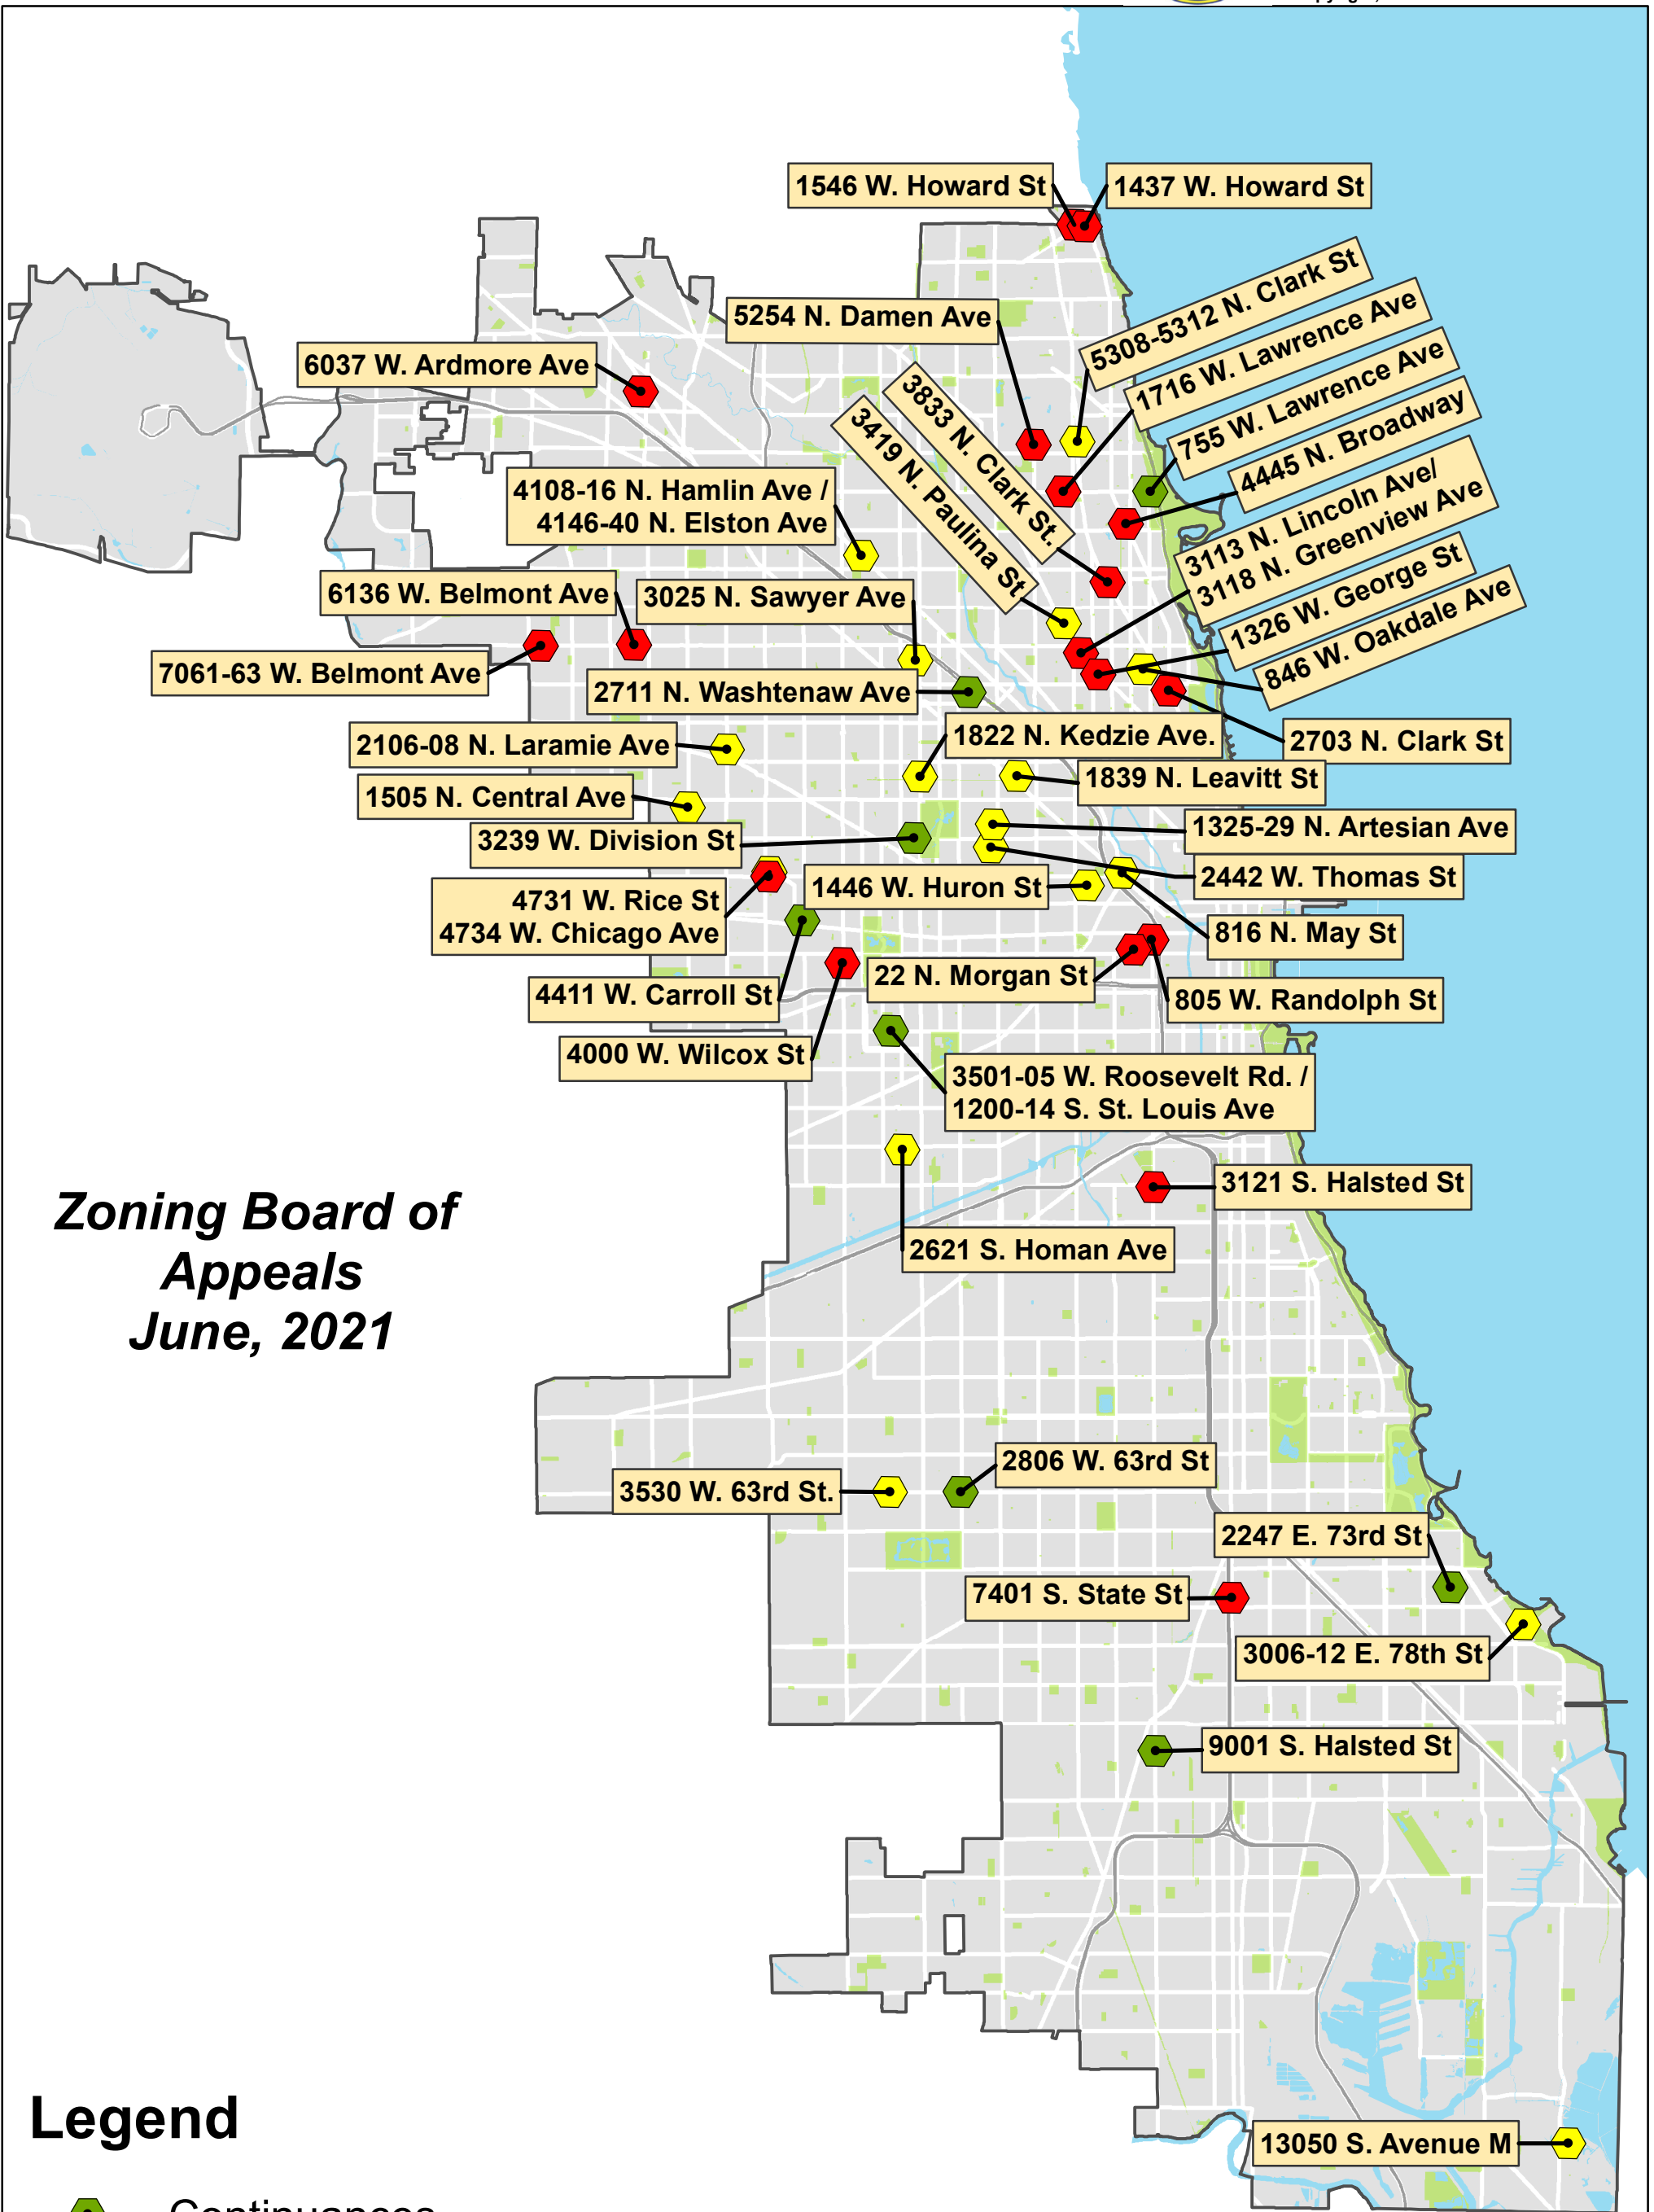 1546 W. Howard St
1437 W. Howard St
5254 N. Damen Ave
5308-5312 N. Clark St
1716 W. Lawrence Ave
6037 W. Ardmore Ave
755 W. Lawrence Ave
3833 N. Clark St.
4445 N. Broadway
3419 N. Paulina St
4108-16 N. Hamlin Ave /
4146-40 N. Elston Ave
3113 N. Lincoln Ave/
3118 N. Greenview Ave
6136 W. Belmont Ave
3025 N. Sawyer Ave
1326 W. George St
846 W. Oakdale Ave
7061-63 W. Belmont Ave
2711 N. Washtenaw Ave
2106-08 N. Laramie Ave
1822 N. Kedzie Ave.
2703 N. Clark St
1839 N. Leavitt St
1505 N. Central Ave
1325-29 N. Artesian Ave
3239 W. Division St
2442 W. Thomas St
1446 W. Huron St
4731 W. Rice St
4734 W. Chicago Ave
816 N. May St
22 N. Morgan St
4411 W. Carroll St
805 W. Randolph St
4000 W. Wilcox St
3501-05 W. Roosevelt Rd. /
1200-14 S. St. Louis Ave
3121 S. Halsted St
Zoning Board of
Appeals
June, 2021
2621 S. Homan Ave
2806 W. 63rd St
3530 W. 63rd St.
2247 E. 73rd St
7401 S. State St
3006-12 E. 78th St
9001 S. Halsted St
Legend
13050 S. Avenue M
Continuances